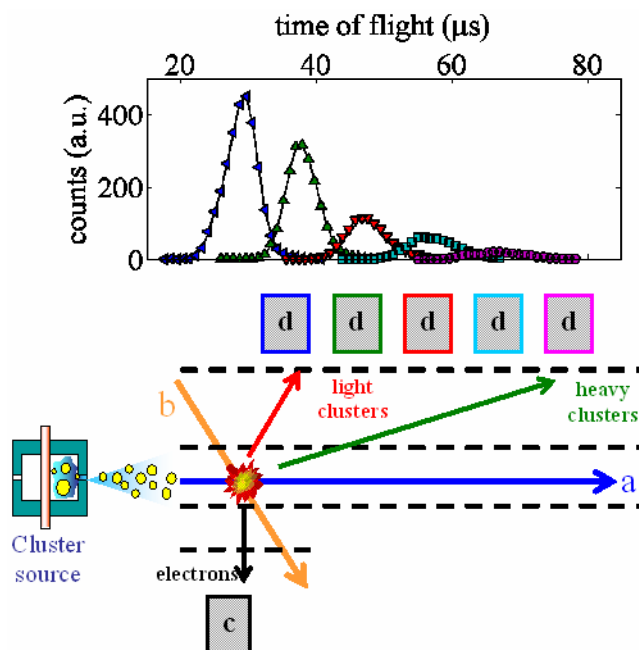 time of flight (μs)
20 40 60 80
counts (a.u.)
400
200
0
d d d d d
b
light
clusters
heavy
clusters
a
Cluster
source
electrons
c